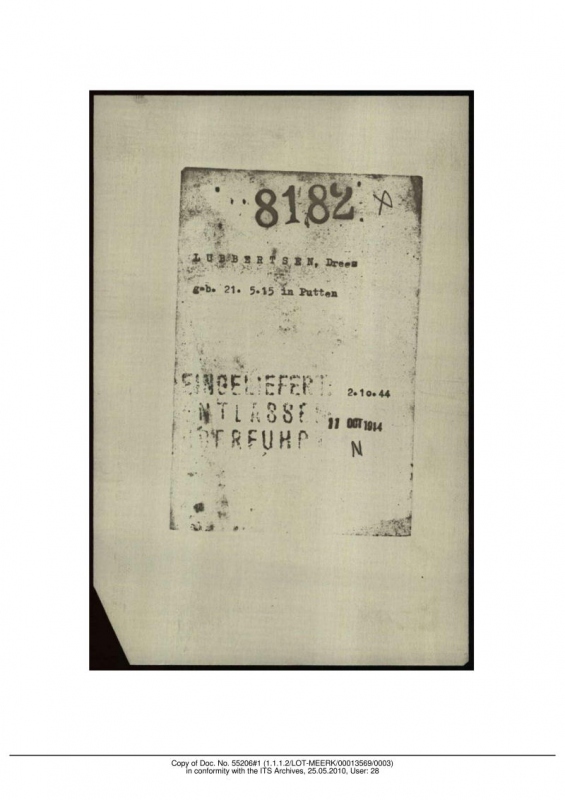 8182
LUBBERTSEN, Drees
geb. 21. 5.15 in Putten
EINGELIEFERT 2.10.44
NTLASSE 11 OCT 1944
ERFUHR N
Copy of Doc. No. 55206#1 (1.1.1.2/LOT-MEERK/00013569/0003)
in conformity with the ITS Archives, 25.05.2010, User: 28